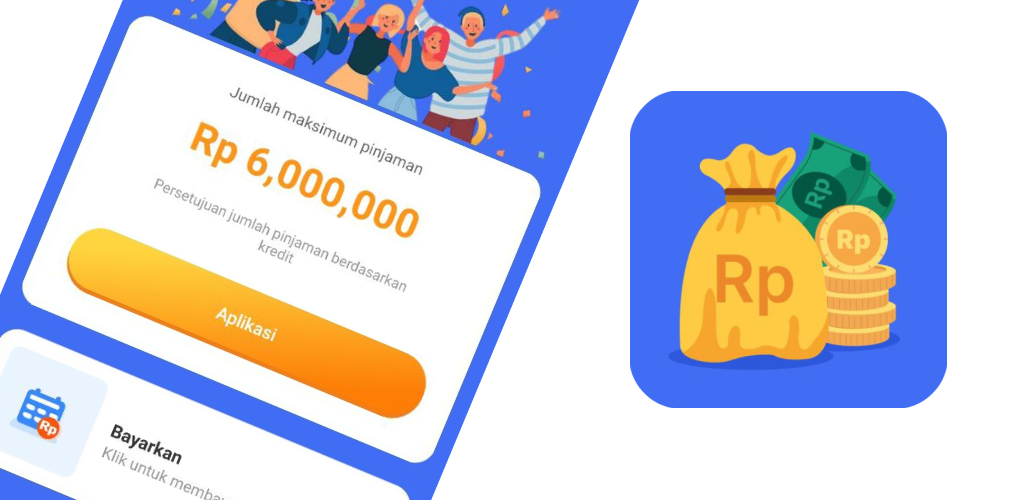 Jumlah maksimum pinjaman
Rp 6,000,000
Persetujuan jumlah pinjaman berdasarkan
kredit
Aplikasi
Rp
Bayarkan
Klik untuk
Rp
Rp
Rp